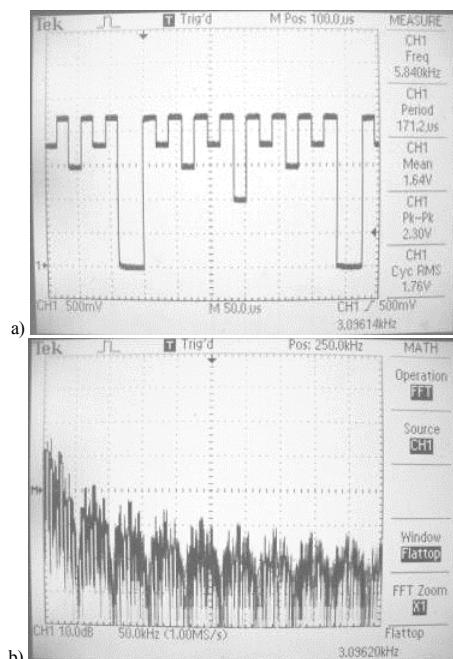 Tek
T Trig'd
M Pos: 100.0us
MEASURE
CH1
Freq
5.840kHz
CH1
Period
171.2us
CH1
Mean
1.64V
CH1
Pk-Pk
2.30V
CH1
Cyc RMS
1.76V
1
CH1 500mV
M 50.0us
CH1 / 500mV
3.09614kHz
a)
Tek
T Trig'd
Pos: 250.0kHz
MATH
Operation
FFT
Source
CH1
M
Window
Flattop
FFT Zoom
X1
CH1 10.0dB
50.0kHz (1.00MS/s)
Flattop
3.09620kHz
b)